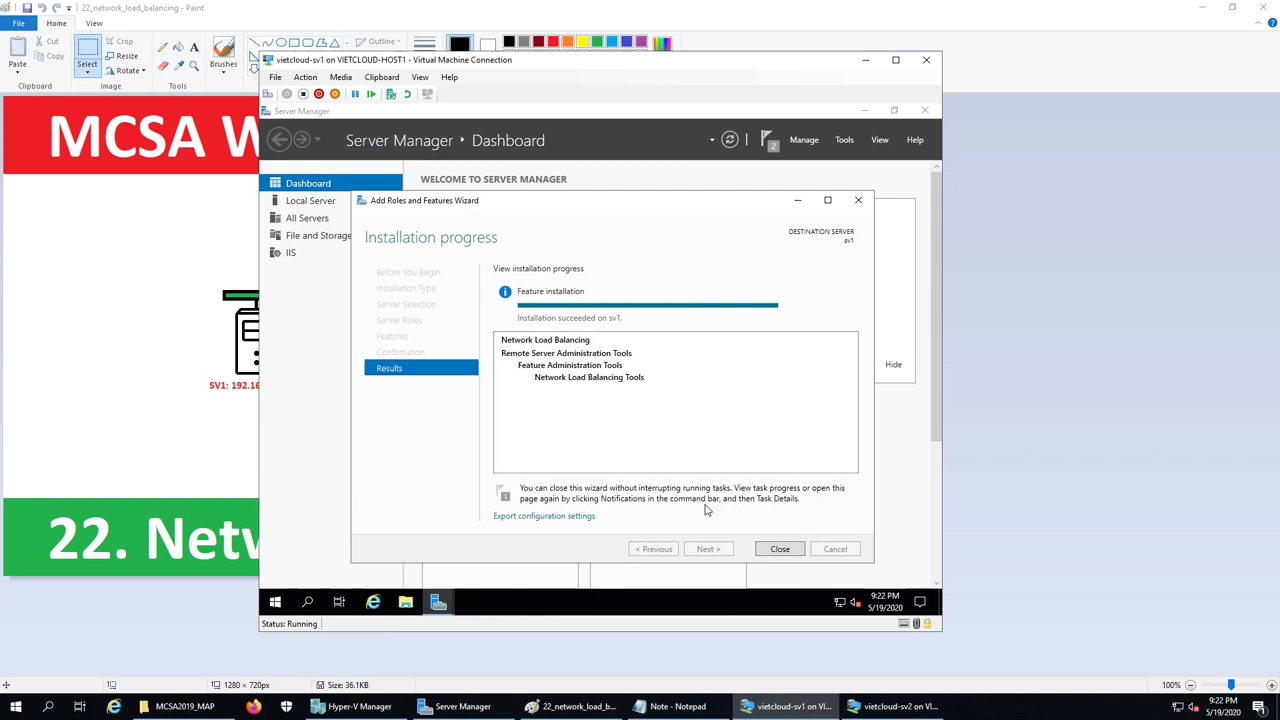 22_network_load_balancing - Paint
File
Home
View
Paste
Cut
Copy
Clipboard
Select
Crop
Resize
Rotate
Image
Tools
Brushes
Outline
MCSA W
SV1: 192.16
22. Netw
vietcloud-sv1 on VIETCLOUD-HOST1 - Virtual Machine Connection
File
Action
Media
Clipboard
View
Help
Server Manager
Server Manager
Dashboard
2
Manage
Tools
View
Help
Dashboard
Local Server
All Servers
File and Storage
IIS
WELCOME TO SERVER MANAGER
Hide
Add Roles and Features Wizard
Installation progress
DESTINATION SERVER
sv1
Before You Begin
Installation Type
Server Selection
Server Roles
Features
Confirmation
Results
View installation progress
Feature installation
Installation succeeded on sv1.
Network Load Balancing
Remote Server Administration Tools
Feature Administration Tools
Network Load Balancing Tools
1
You can close this wizard without interrupting running tasks. View task progress or open this
page again by clicking Notifications in the command bar, and then Task Details.
Export configuration settings
< Previous
Next >
Close
Cancel
9:22 PM
5/19/2020
Status: Running
1280 × 720px
Size: 36.1KB
100%
MCSA2019_MAP
Hyper-V Manager
Server Manager
22_network_load_b...
Note - Notepad
vietcloud-sv1 on VI...
vietcloud-sv2 on VI...
9:22 PM
5/19/2020